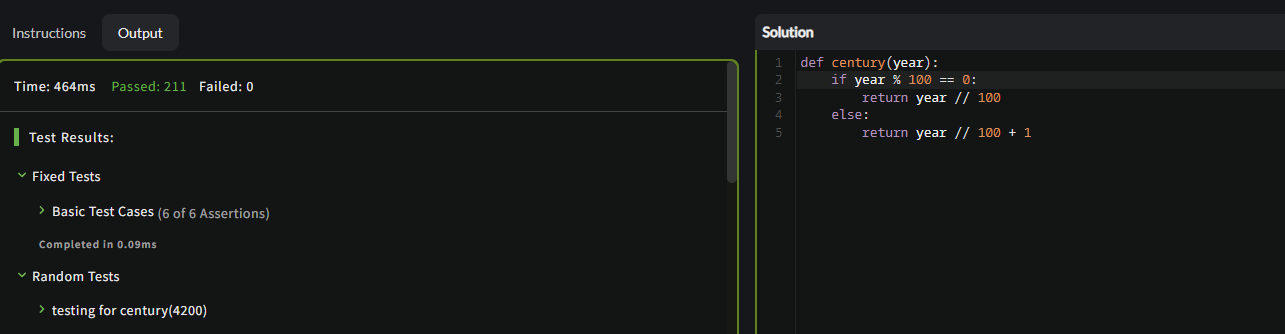 Instructions Output
Time: 464ms Passed: 211 Failed: 0
Test Results:
Fixed Tests
Basic Test Cases (6 of 6 Assertions)
Completed in 0.09ms
Random Tests
testing for century(4200)
Solution
1 def century(year):
2     if year % 100 == 0:
3         return year // 100
4     else:
5         return year // 100 + 1